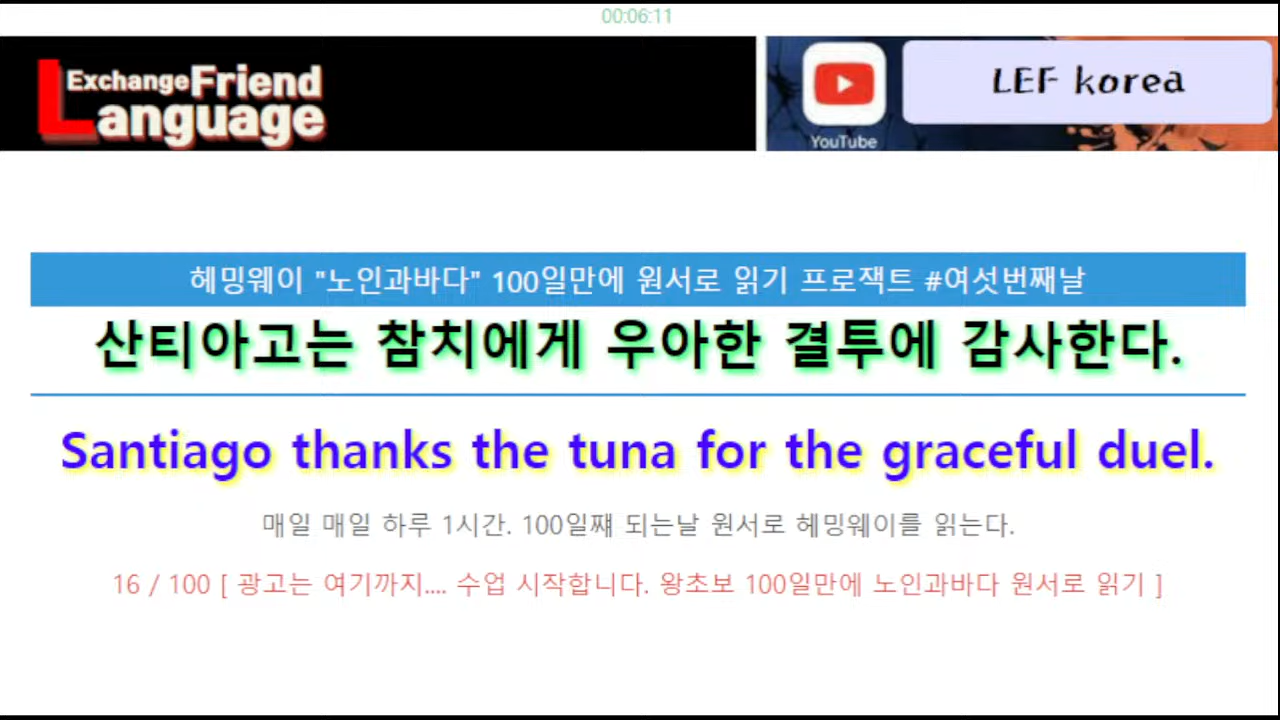 00:06:11
ExchangeFriend
Language
LEF korea
YouTube
헤밍웨이 "노인과바다" 100일만에 원서로 읽기 프로잭트 #여섯번째날
산티아고는 참치에게 우아한 결투에 감사한다.
Santiago thanks the tuna for the graceful duel.
매일 매일 하루 1시간. 100일쨰 되는날 원서로 헤밍웨이를 읽는다.
16 / 100 [ 광고는 여기까지.... 수업 시작합니다. 왕초보 100일만에 노인과바다 원서로 읽기 ]